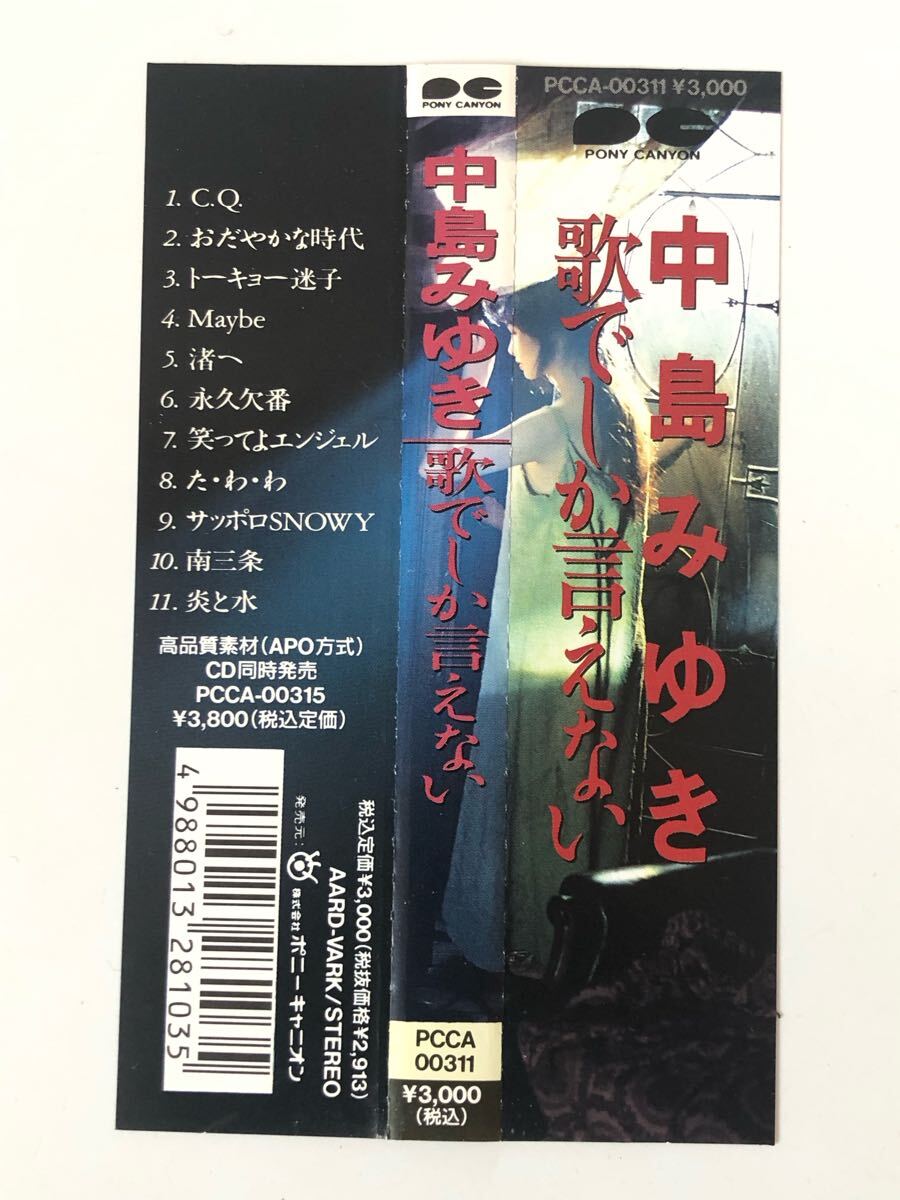 PCCA-00311 ¥3,000
PONY CANYON
中島みゆき
歌でしか言えない
PONY CANYON
中島みゆき
歌でしか言えない
PCCA
00311
¥3,000
(税込)
1. C.Q.
2. おだやかな時代
3. トーキョー迷子
4. Maybe
5. 渚へ
6. 永久欠番
7. 笑ってよエンジェル
8. た・わ・わ
9. サッポロSNOWY
10. 南三条
11. 炎と水
高品質素材(APO方式)
CD同時発売
PCCA-00315
¥3,800(税込定価)
税込定価¥3,000(税抜価格¥2,913)
AARD-VARK/STEREO
発売元:株式会社ポニーキャニオン
4 988013 281035